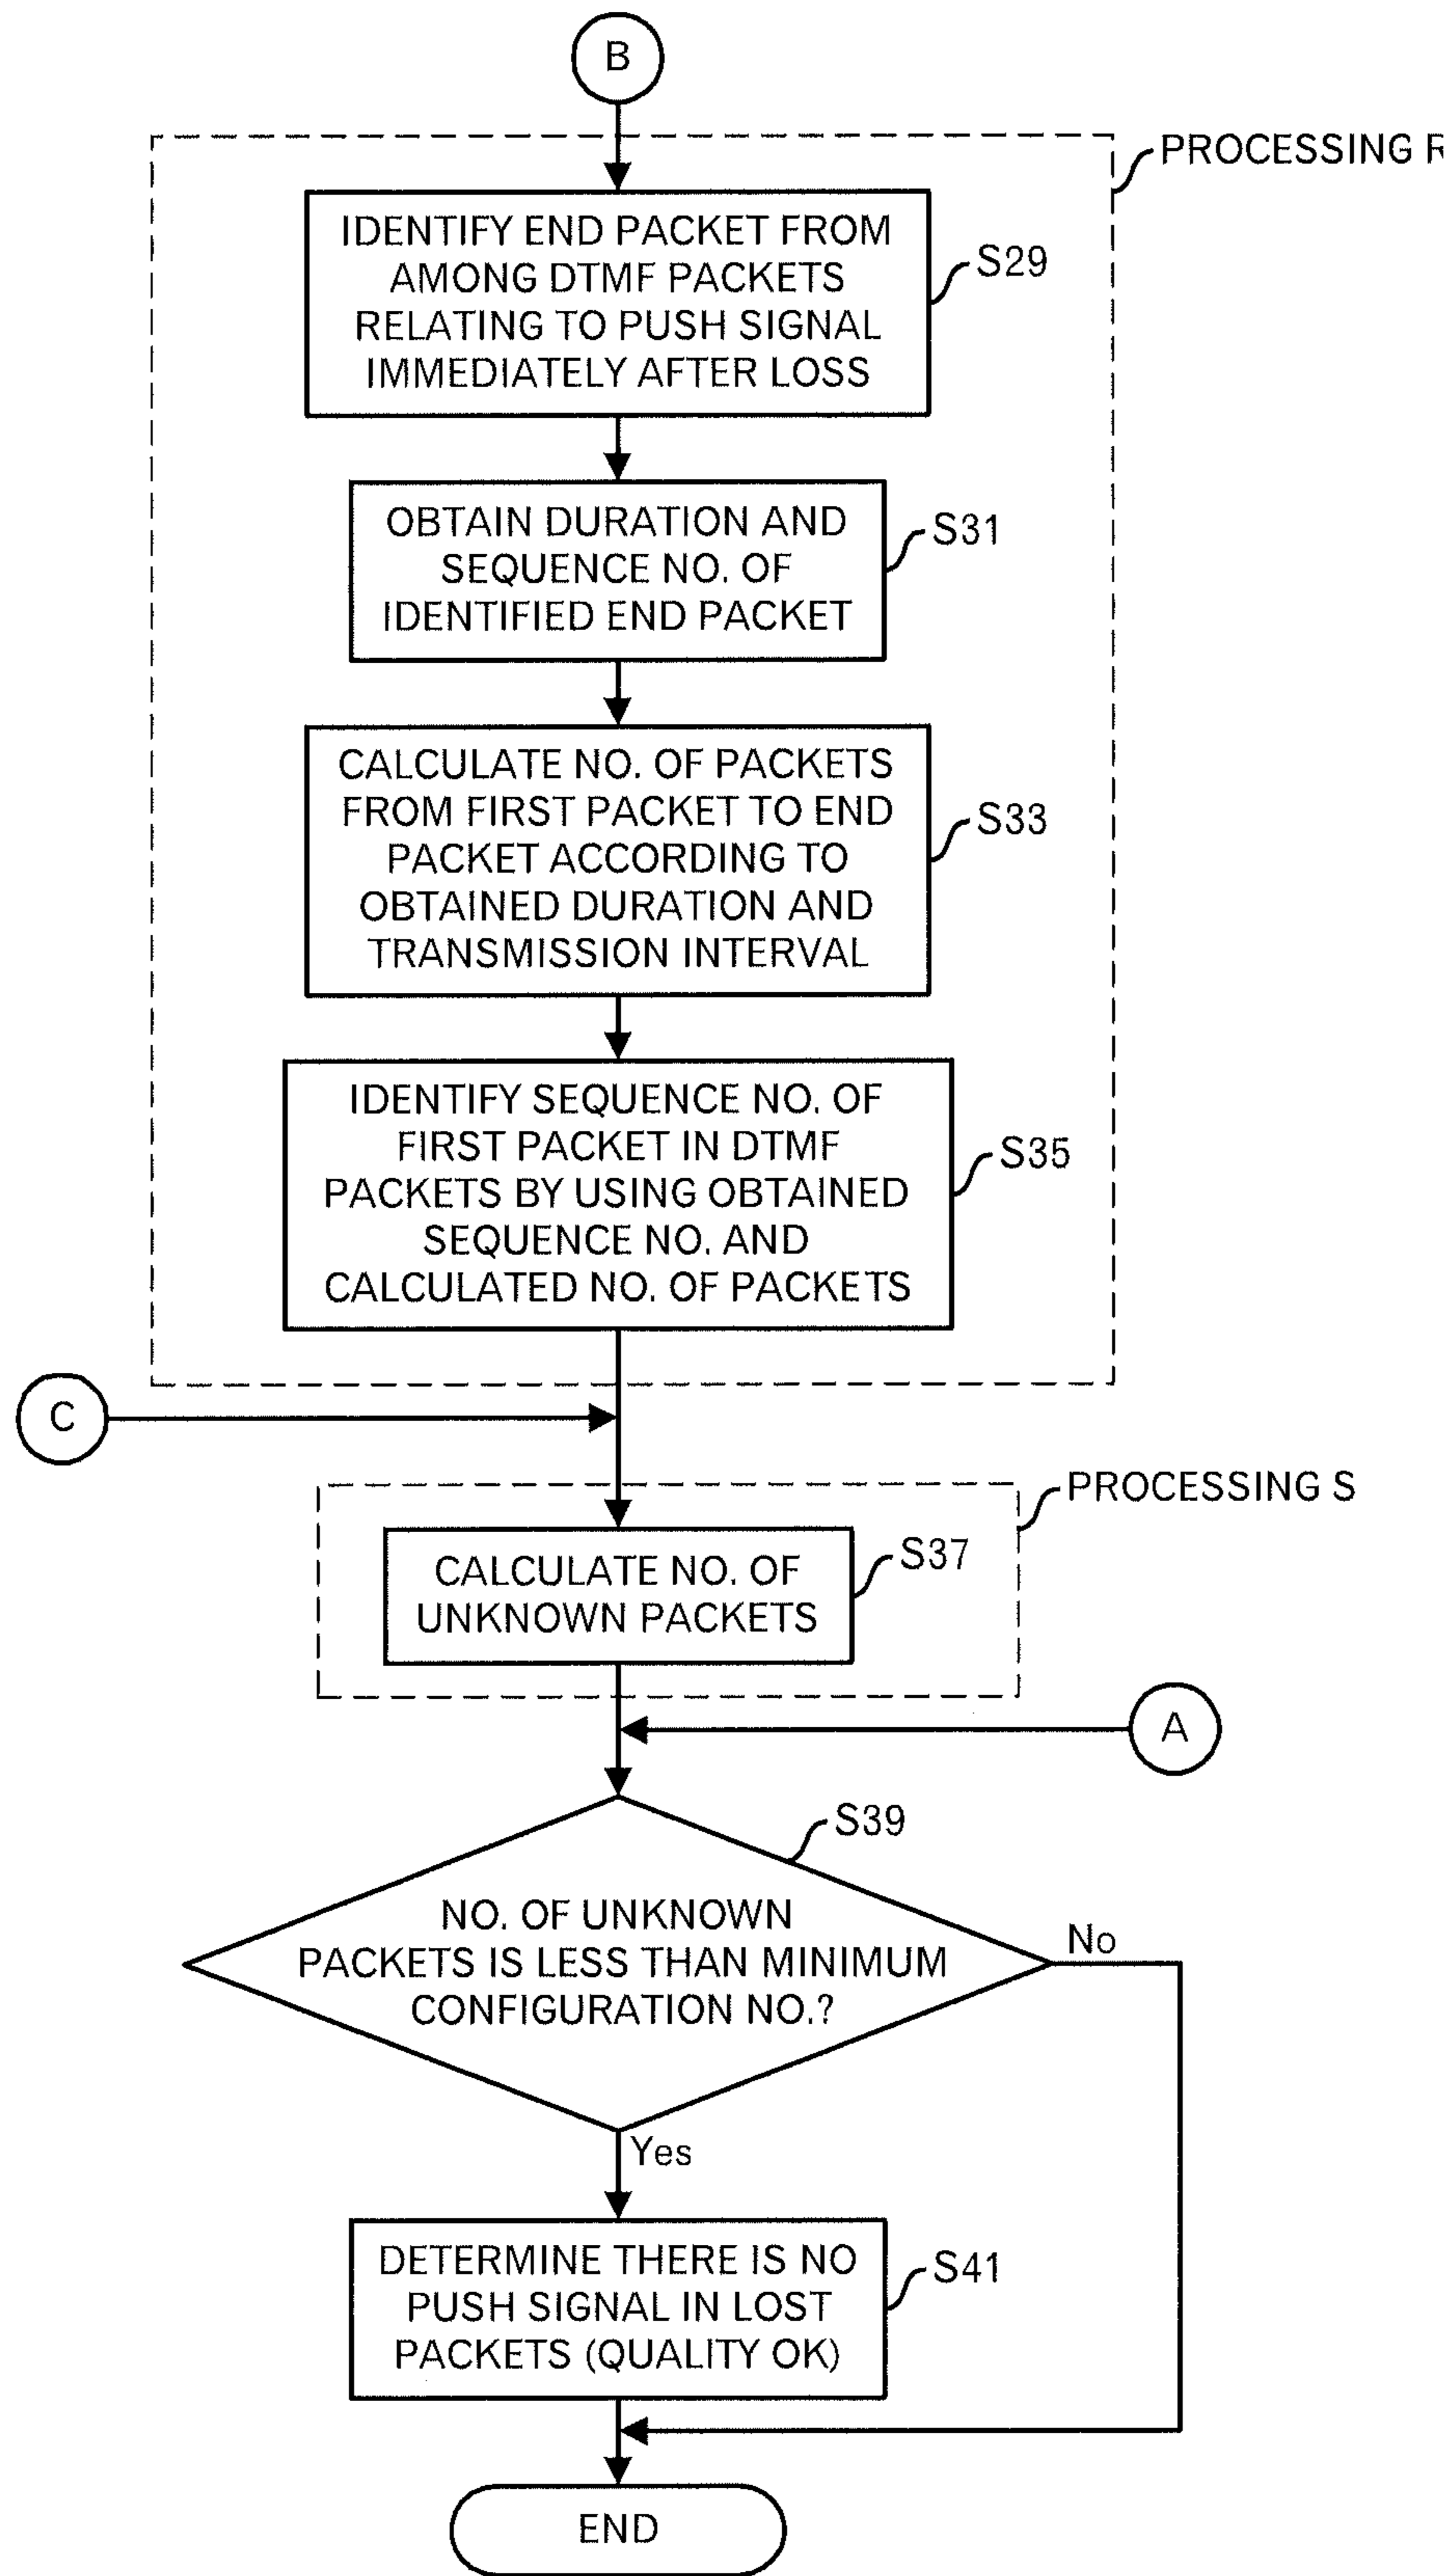 B
PROCESSING R
IDENTIFY END PACKET FROM
AMONG DTMF PACKETS
RELATING TO PUSH SIGNAL
IMMEDIATELY AFTER LOSS
S29
OBTAIN DURATION AND
SEQUENCE NO. OF
IDENTIFIED END PACKET
S31
CALCULATE NO. OF PACKETS
FROM FIRST PACKET TO END
PACKET ACCORDING TO
OBTAINED DURATION AND
TRANSMISSION INTERVAL
S33
IDENTIFY SEQUENCE NO. OF
FIRST PACKET IN DTMF
PACKETS BY USING OBTAINED
SEQUENCE NO. AND
CALCULATED NO. OF PACKETS
S35
C
PROCESSING S
CALCULATE NO. OF
UNKNOWN PACKETS
S37
A
S39
NO. OF UNKNOWN
PACKETS IS LESS THAN MINIMUM
CONFIGURATION NO.?
No
Yes
DETERMINE THERE IS NO
PUSH SIGNAL IN LOST
PACKETS (QUALITY OK)
S41
END